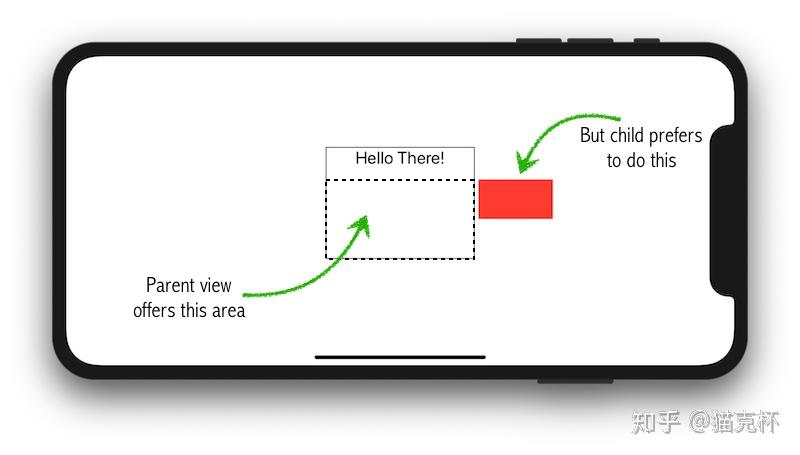 But child prefers
to do this
Hello There!
Parent view
offers this area
知乎 @猫克杯